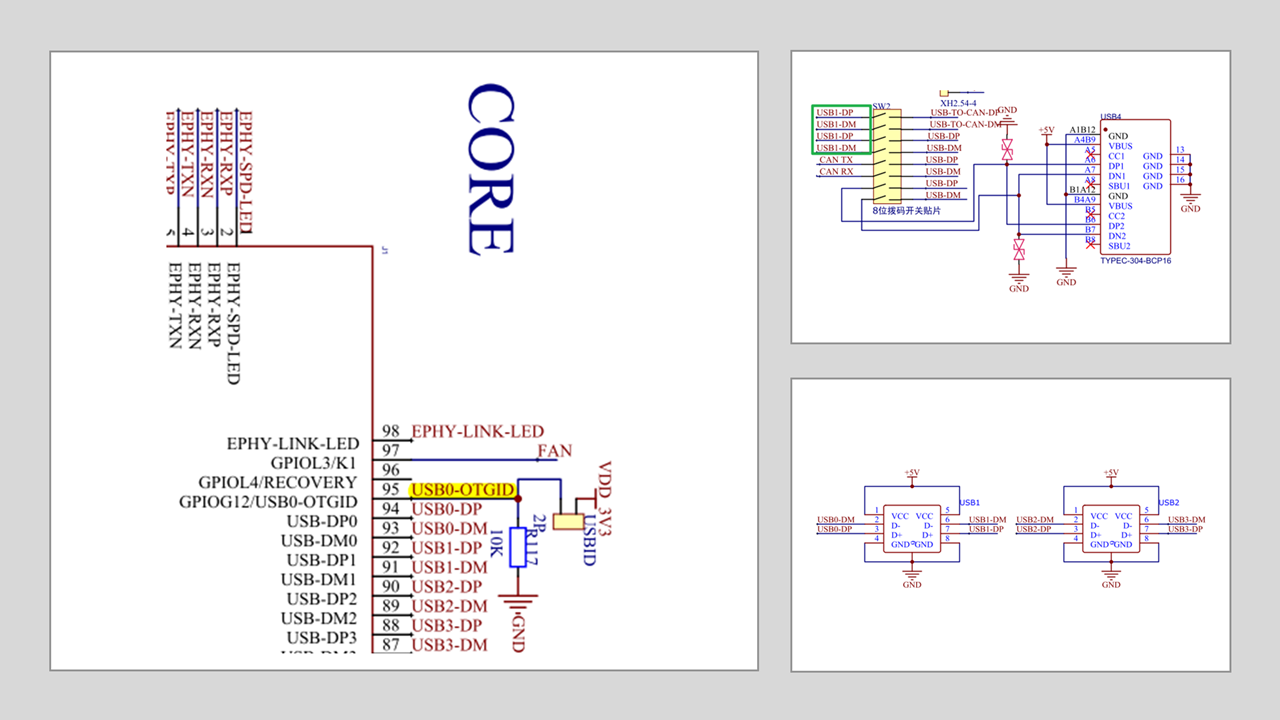 CORE
EPHY-TXP
EPHY-TXN
EPHY-RXN
EPHY-RXP
EPHY-SPD-LED
5
4
3
2
J1
EPHY-TXN
EPHY-RXN
EPHY-RXP
EPHY-SPD-LED
EPHY-LINK-LED 98 EPHY-LINK-LED
GPIOL3/K1 97 FAN
GPIOL4/RECOVERY 96
GPIOG12/USB0-OTGID 95 USB0-OTGID
USB-DP0 94 USB0-DP
USB-DM0 93 USB0-DM
USB-DP1 92 USB1-DP
USB-DM1 91 USB1-DM
USB-DP2 90 USB2-DP
USB-DM2 89 USB2-DM
USB-DP3 88 USB3-DP
USB-DM3 87 USB3-DM
10K
R117
2P
USBID
VDD_3V3
GND
XH2.54-4
SW2
USB1-DP USB-TO-CAN-DP
USB1-DM USB-TO-CAN-DM
USB1-DP USB-DP
USB1-DM USB-DM
CAN TX USB-DP
CAN RX USB-DM
USB-DP
USB-DM
8位拨码开关贴片
GND
GND
+5V
GND
USB4
A1B12 GND
A4B9 VBUS
A5 CC1 GND 13
A6 DP1 GND 14
A7 DN1 GND 15
A8 SBU1 GND 16
B1A12 GND
B4A9 VBUS
B5 CC2
B6 DP2
B7 DN2
B8 SBU2
TYPEC-304-BCP16
GND
+5V
USB1
1 VCC VCC 5
USB0-DM 2 D- D- 6 USB1-DM
USB0-DP 3 D+ D+ 7 USB1-DP
4 GND GND 8
GND
+5V
USB2
1 VCC VCC 5
USB2-DM 2 D- D- 6 USB3-DM
USB2-DP 3 D+ D+ 7 USB3-DP
4 GND GND 8
GND